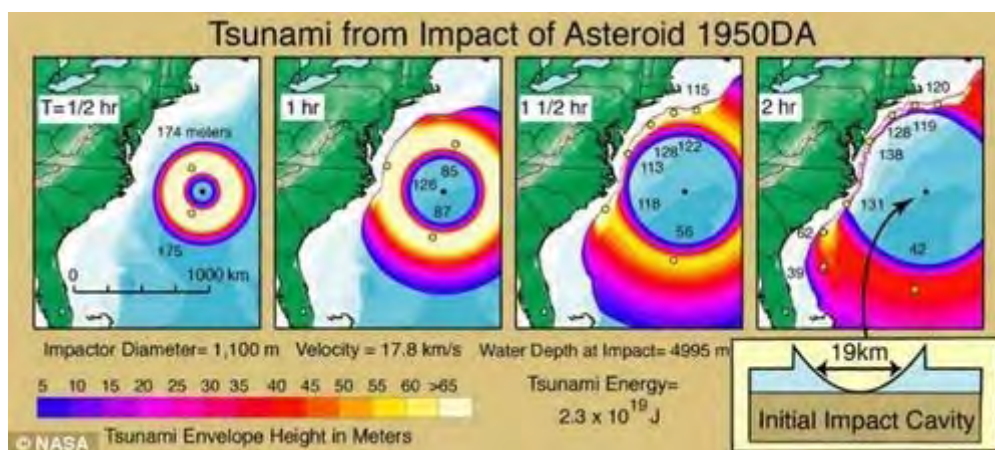 Tsunami from Impact of Asteroid 1950DA
T= 1/2 hr
174 meters
175
0 1000 km
1 hr
85
126
87
1 1/2 hr
115
122
128
113
118
56
2 hr
120
119
128
138
131
62
42
39
Impactor Diameter= 1,100 m Velocity = 17.8 km/s Water Depth at Impact= 4995 m
5 10 15 20 25 30 35 40 45 50 55 60 >65
Tsunami Envelope Height in Meters
Tsunami Energy=
2.3 x 10^19 J
19km
Initial Impact Cavity
© NASA